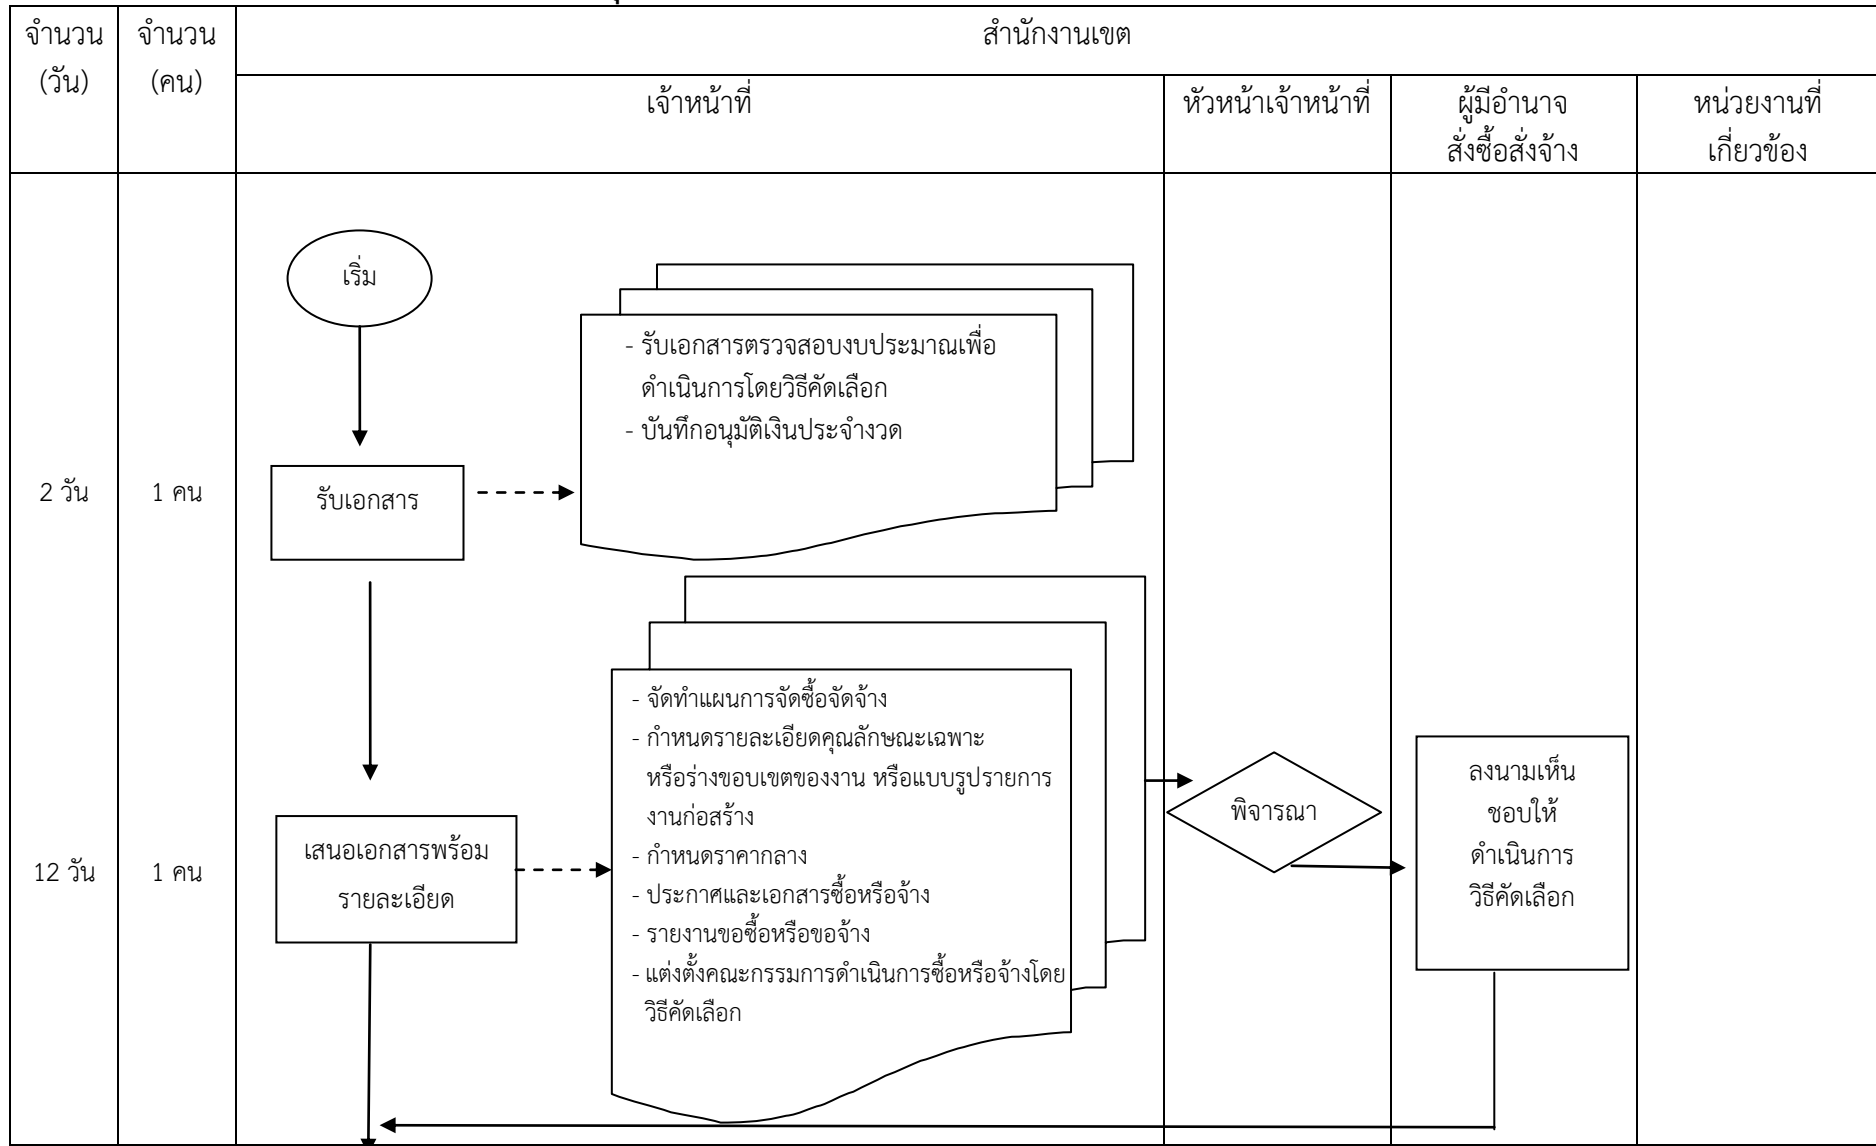 จำนวน
(วัน)
จำนวน
(คน)
สำนักงานเขต
เจ้าหน้าที่
หัวหน้าเจ้าหน้าที่
ผู้มีอำนาจ
สั่งซื้อสั่งจ้าง
หน่วยงานที่
เกี่ยวข้อง
เริ่ม
- รับเอกสารตรวจสอบงบประมาณเพื่อ
ดำเนินการโดยวิธีคัดเลือก
- บันทึกอนุมัติเงินประจำงวด
2 วัน
1 คน
รับเอกสาร
- จัดทำแผนการจัดซื้อจัดจ้าง
- กำหนดรายละเอียดคุณลักษณะเฉพาะ
หรือร่างขอบเขตของงาน หรือแบบรูปรายการ
งานก่อสร้าง
- กำหนดราคากลาง
- ประกาศและเอกสารซื้อหรือจ้าง
- รายงานขอซื้อหรือขอจ้าง
- แต่งตั้งคณะกรรมการดำเนินการซื้อหรือจ้างโดย
วิธีคัดเลือก
12 วัน
1 คน
เสนอเอกสารพร้อม
รายละเอียด
พิจารณา
ลงนามเห็น
ชอบให้
ดำเนินการ
วิธีคัดเลือก